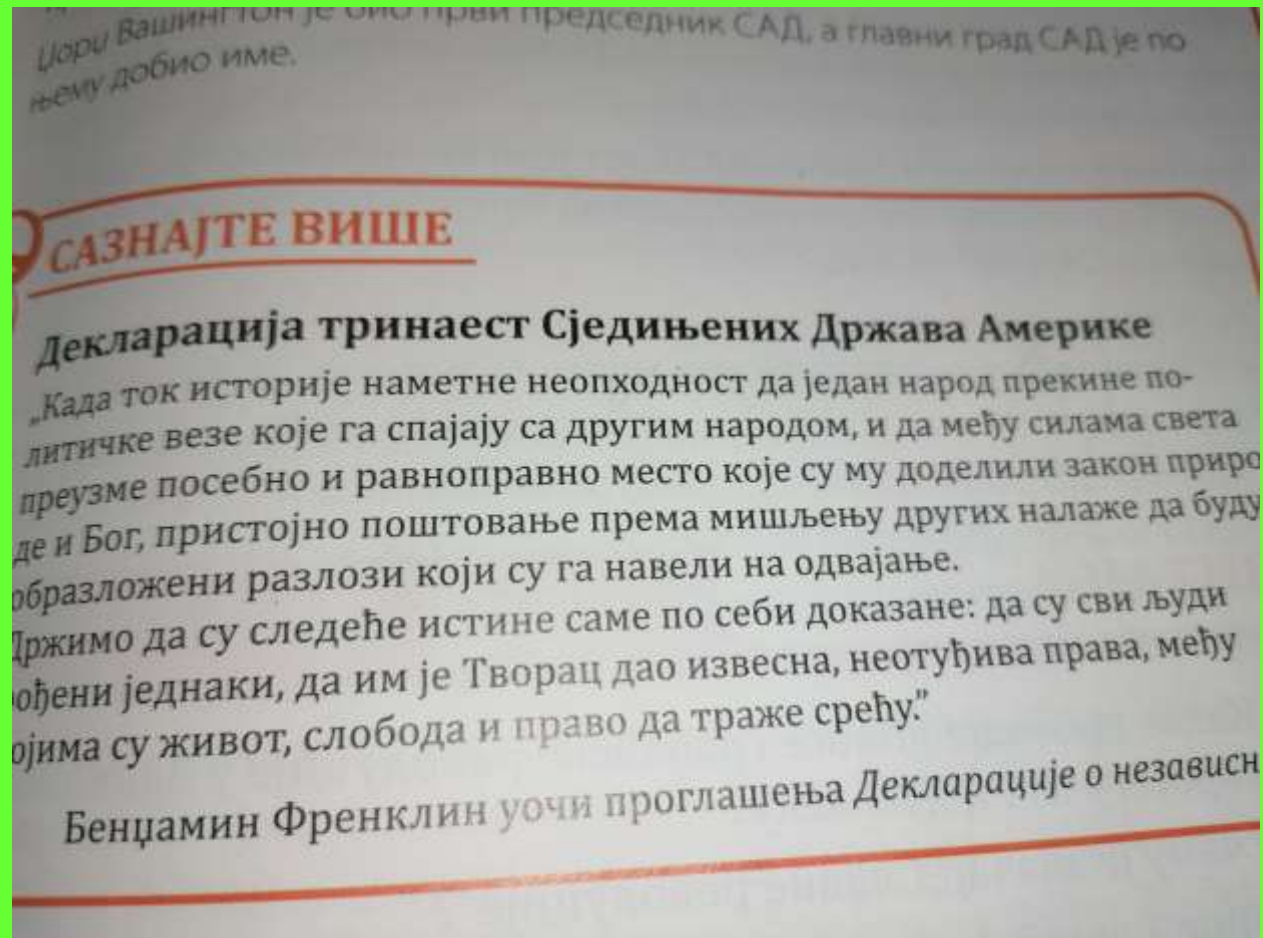 Џорџ Вашингтон је био први председник САД, а главни град САД је по
њему добио име.
САЗНАЈТЕ ВИШЕ
Декларација тринаест Сједињених Држава Америке
„Када ток историје наметне неопходност да један народ прекине по-
литичке везе које га спајају са другим народом, и да међу силама света
преузме посебно и равноправно место које су му доделили закон приро
де и Бог, пристојно поштовање према мишљењу других налаже да буду
образложени разлози који су га навели на одвајање.
Држимо да су следеће истине саме по себи доказане: да су сви људи
рођени једнаки, да им је Творац дао извесна, неотуђива права, међу
којима су живот, слобода и право да траже срећу.”
Бенџамин Френклин уочи проглашења Декларације о независн